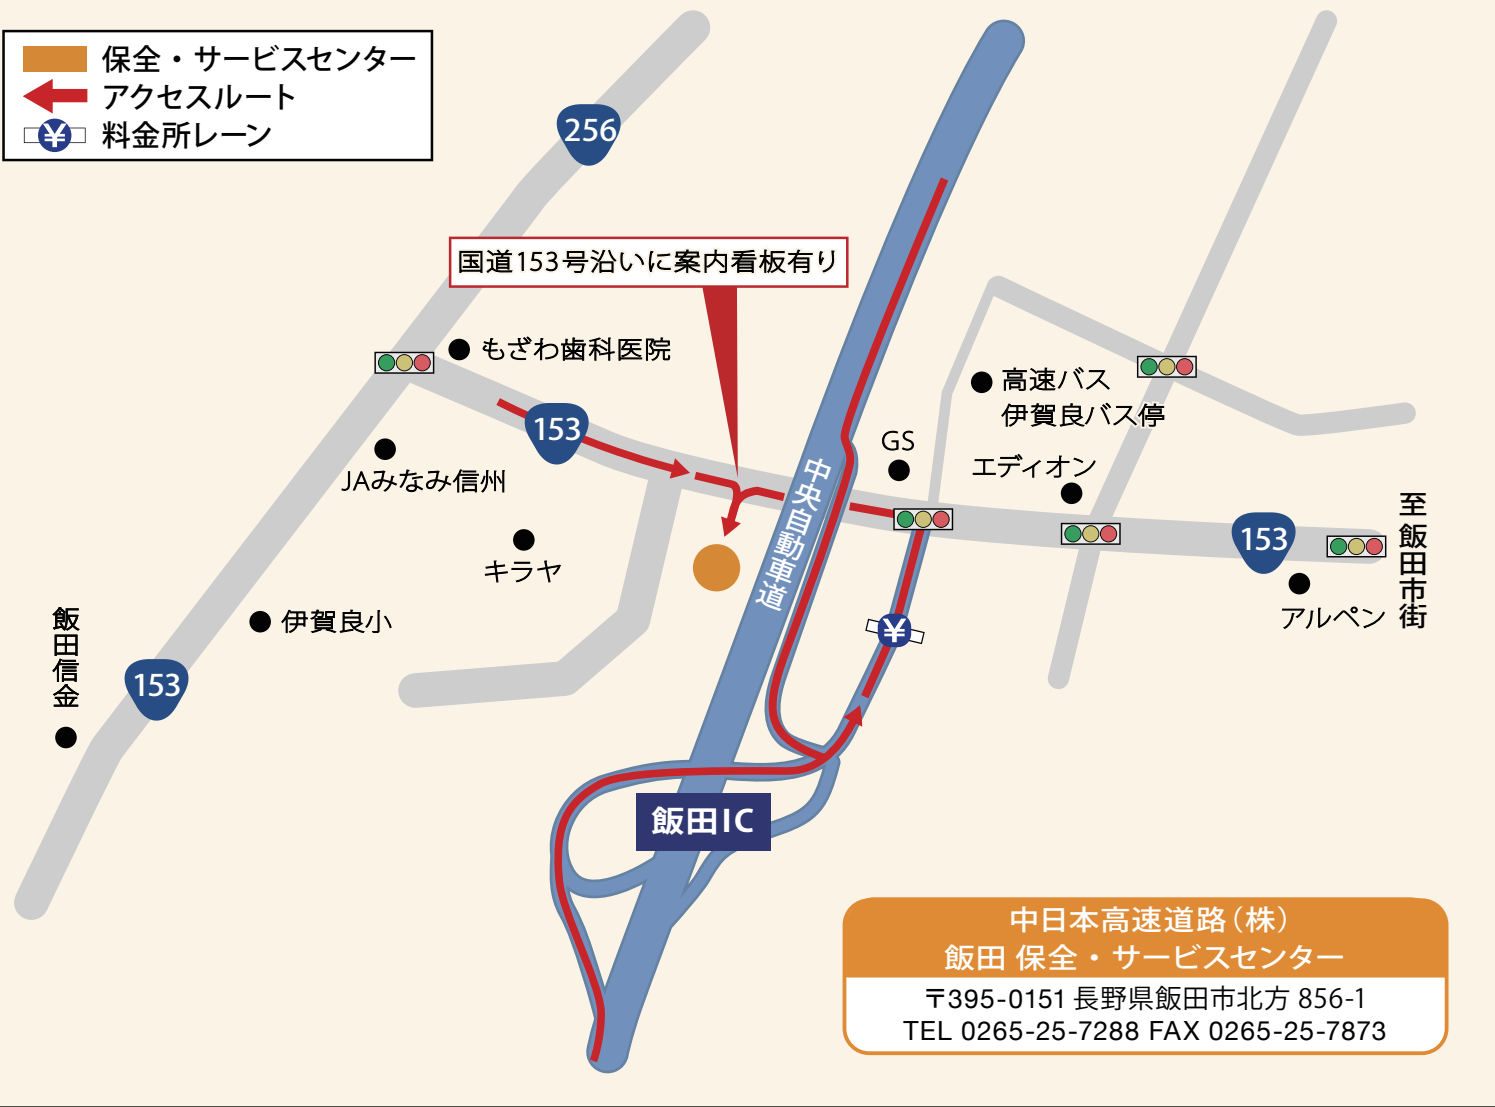 保全・サービスセンター
アクセスルート
¥ 料金所レーン
256
国道153号沿いに案内看板有り
もざわ歯科医院
153
JAみなみ信州
キラヤ
伊賀良小
飯田信金
153
中央自動車道
GS
高速バス
伊賀良バス停
エディオン
153
至 飯田市街
アルペン
¥
飯田IC
中日本高速道路(株)
飯田 保全・サービスセンター
〒395-0151 長野県飯田市北方 856-1
TEL 0265-25-7288 FAX 0265-25-7873